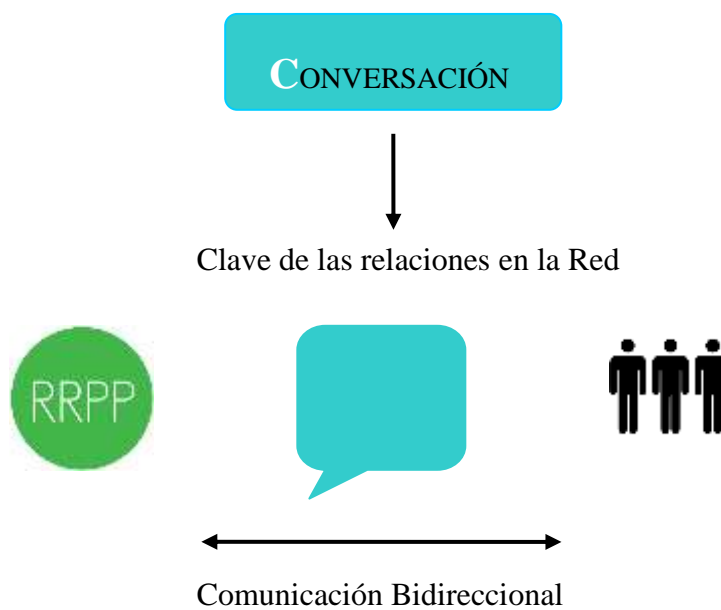 CONVERSACIÓN
Clave de las relaciones en la Red
RRPP
Comunicación Bidireccional